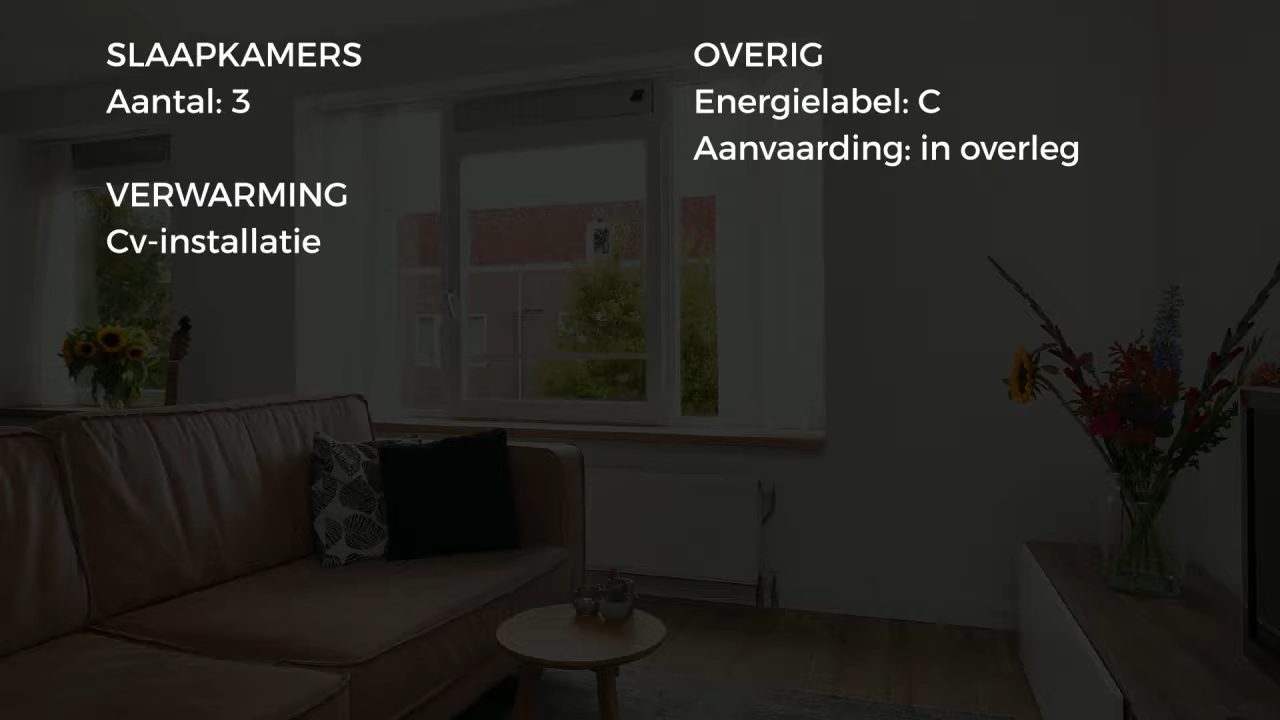 SLAAPKAMERS
Aantal: 3
VERWARMING
Cv-installatie
OVERIG
Energielabel: C
Aanvaarding: in overleg